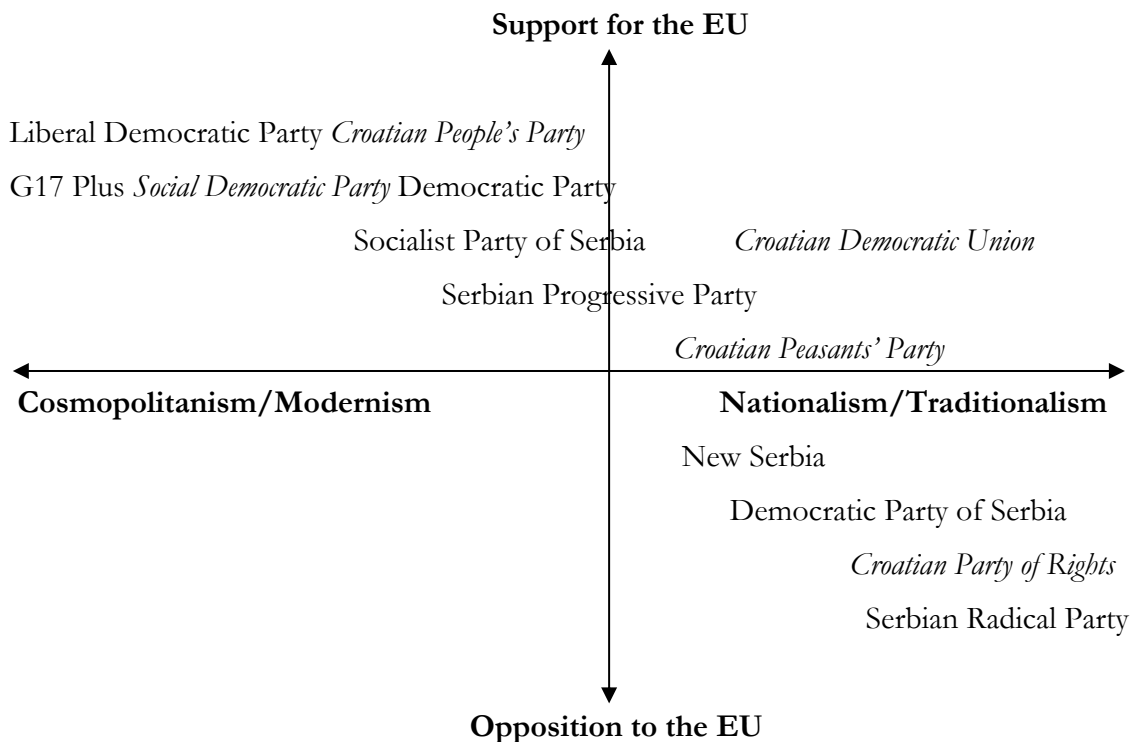 Support for the EU
Liberal Democratic Party Croatian People’s Party
G17 Plus Social Democratic Party Democratic Party
Socialist Party of Serbia Croatian Democratic Union
Serbian Progressive Party
Croatian Peasants’ Party
Cosmopolitanism/Modernism Nationalism/Traditionalism
New Serbia
Democratic Party of Serbia
Croatian Party of Rights
Serbian Radical Party
Opposition to the EU